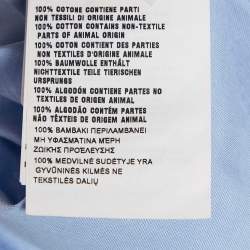 100% COTONE CONTIENE PARTI
NON TESSILI DI ORIGINE ANIMALE
100% COTTON CONTAINS NON-TEXTILE
PARTS OF ANIMAL ORIGIN
100% COTON CONTIENT DES PARTIES
NON TEXTILES D'ORIGINE ANIMALE
100% BAUMWOLLE ENTHÄLT
NICHTTEXTILE TEILE TIERISCHEN
URSPRUNGS
100% ALGODÓN CONTIENE PARTES NO
TEXTILES DE ORIGEN ANIMAL
100% ALGODÃO CONTÉM PARTES
NÃO TÊXTEIS DE ORIGEM ANIMAL
100% ΒΑΜΒΑΚΙ ΠΕΡΙΛΑΜΒΑΝΕΙ
ΜΗ ΥΦΑΣΜΑΤΙΝΑ ΜΕΡΗ
ΖΩΙΚΗΣ ΠΡΟΕΛΕΥΣΗΣ
100% MEDVILNĖ SUDĖTYJE YRA
GYVŪNINĖS KILMĖS NE
TEKSTILĖS DALIŲ